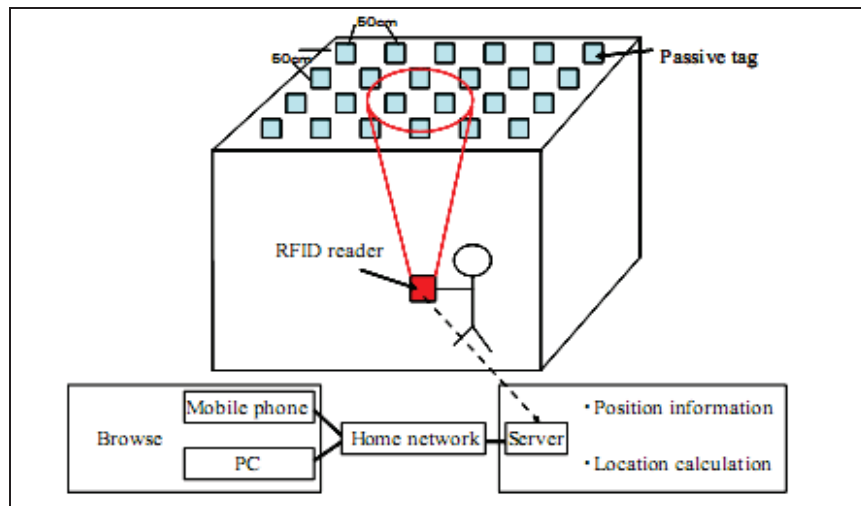 50cm
50cm
Passive tag
RFID reader
Mobile phone
Browse
Home network
Server
PC
・Position information
・Location calculation